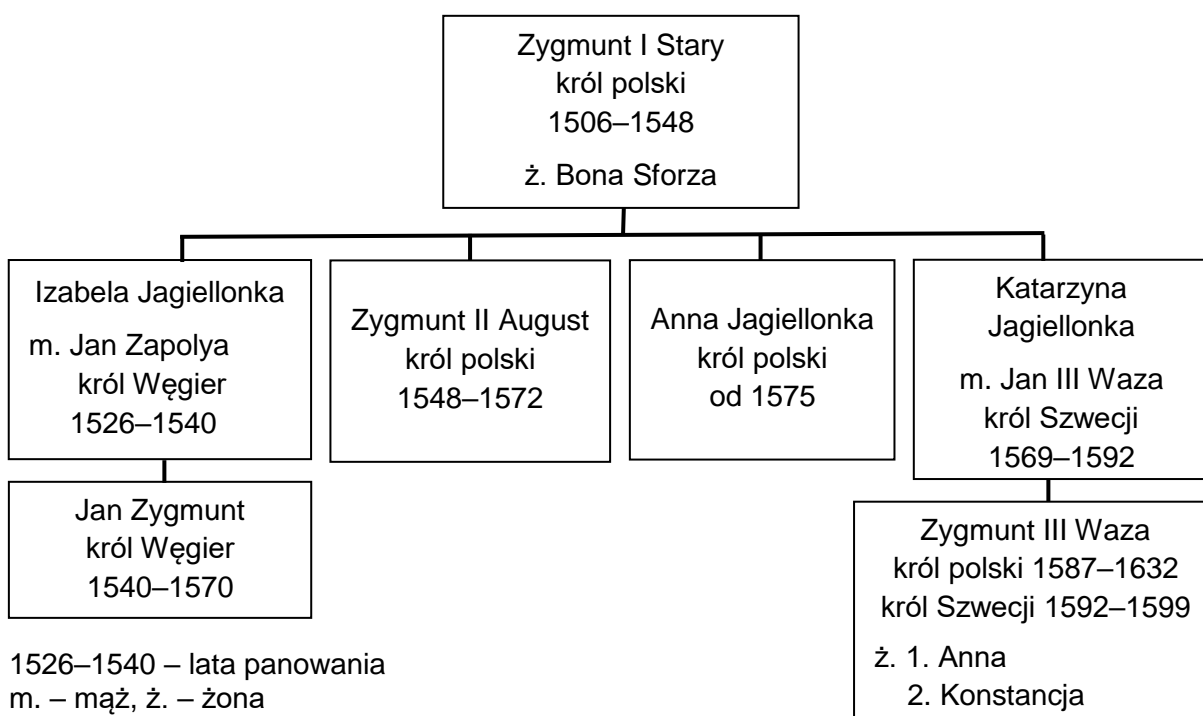 Zygmunt I Stary
król polski
1506–1548
ż. Bona Sforza
Izabela Jagiellonka
m. Jan Zapolya
król Węgier
1526–1540
Zygmunt II August
król polski
1548–1572
Anna Jagiellonka
król polski
od 1575
Katarzyna
Jagiellonka
m. Jan III Waza
król Szwecji
1569–1592
Jan Zygmunt
król Węgier
1540–1570
Zygmunt III Waza
król polski 1587–1632
król Szwecji 1592–1599
ż. 1. Anna
2. Konstancja
1526–1540 – lata panowania
m. – mąż, ż. – żona